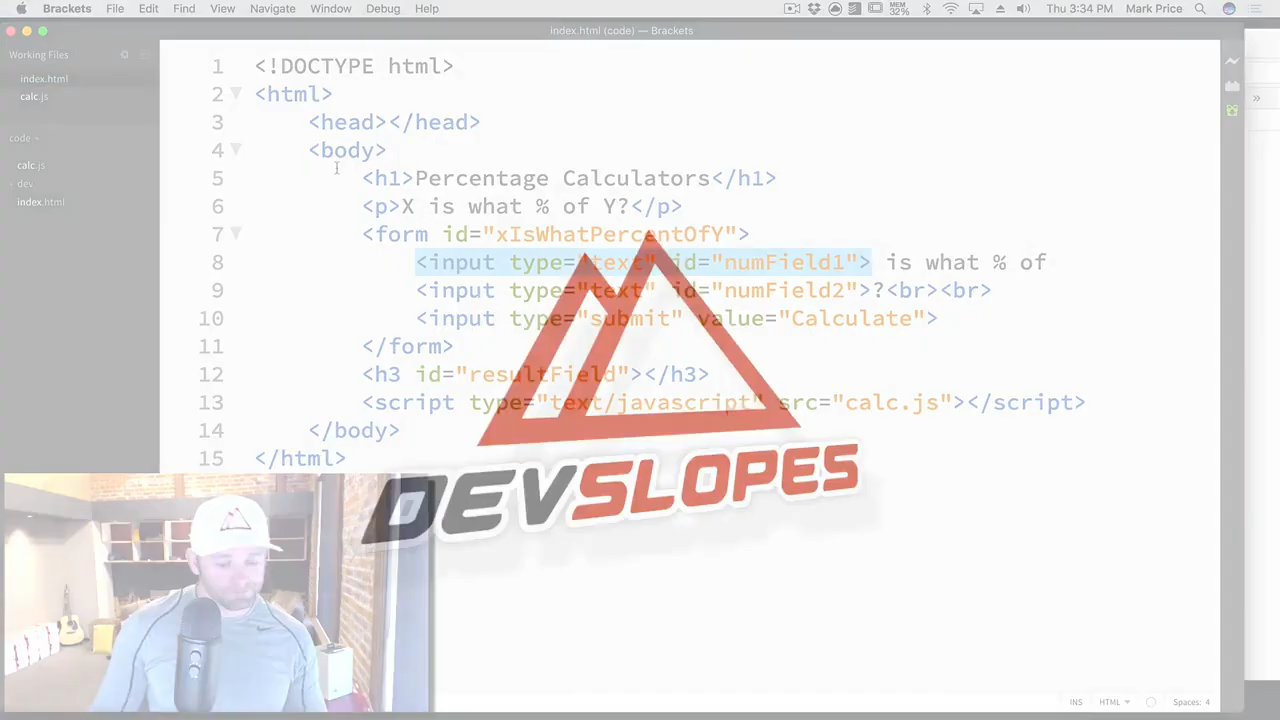 Brackets File Edit Find View Navigate Window Debug Help MEM 32% Thu 3:34 PM Mark Price
index.html (code) — Brackets
Working Files
index.html
calc.js
code
calc.js
dev
index.html
1 <!DOCTYPE html>
2 <html>
3 <head></head>
4 <body>
5 <h1>Percentage Calculators</h1>
6 <p>X is what % of Y?</p>
7 <form id="xIsWhatPercentOfY">
8 <input type="text" id="numField1"> is what % of
9 <input type="text" id="numField2">?<br><br>
10 <input type="submit" value="Calculate">
11 </form>
12 <h3 id="resultField"></h3>
13 <script type="text/javascript" src="calc.js"></script>
14 </body>
15 </html>
DEVSLOPES
INS HTML Spaces: 4